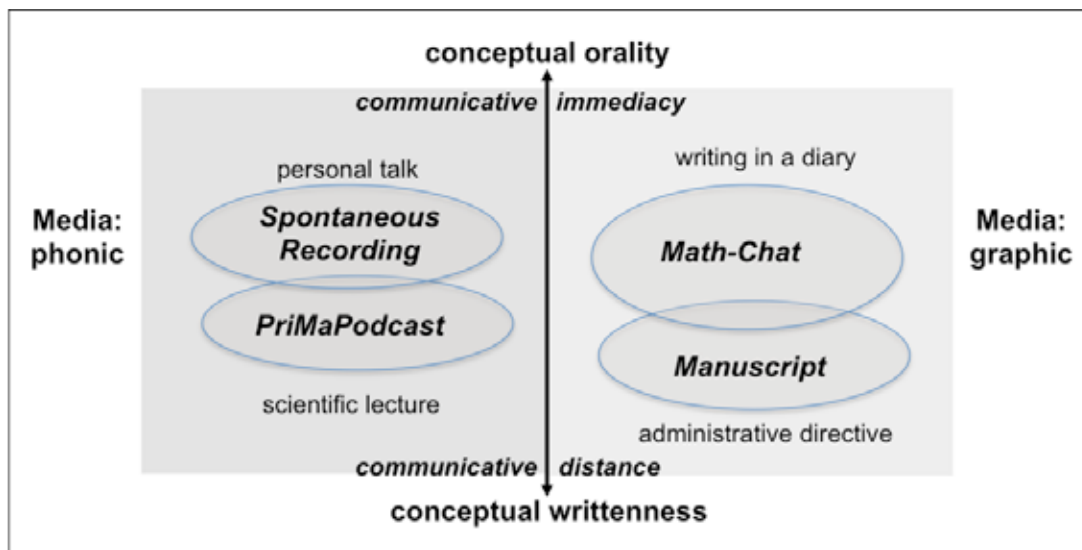 conceptual orality
communicative immediacy
personal talk
writing in a diary
Media:
phonic
Spontaneous
Recording
Math-Chat
Media:
graphic
PriMaPodcast
Manuscript
scientific lecture
administrative directive
communicative distance
conceptual writtenness